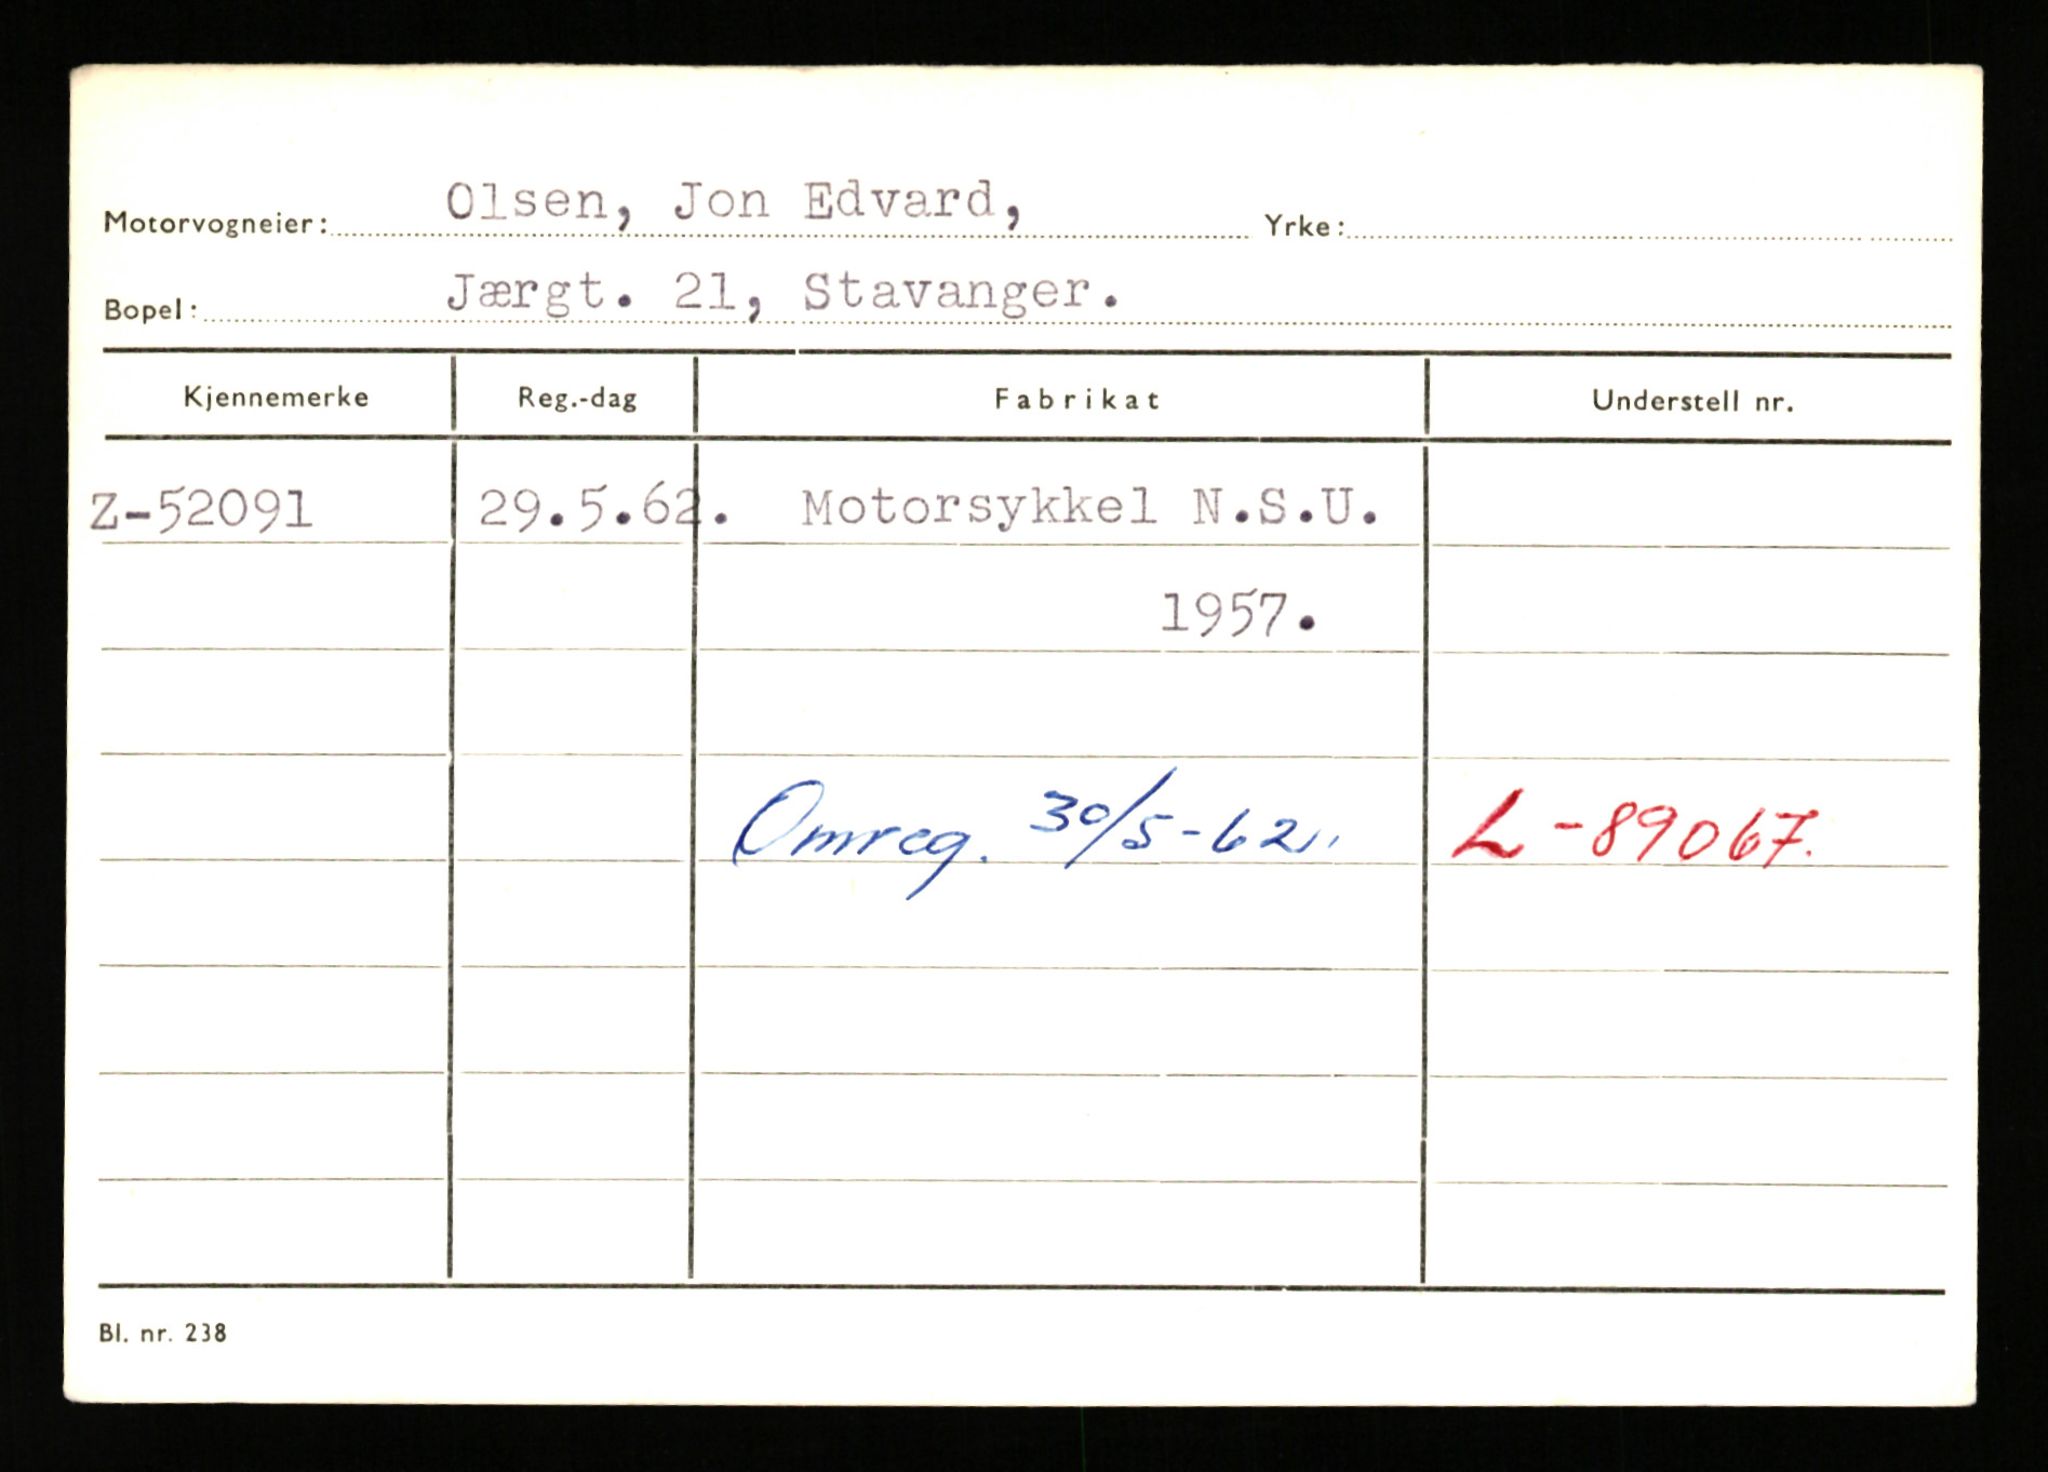 Motorvogneier: Olsen, Jon Edvard, Yrke:
Bopel: Jærgt. 21, Stavanger.
Kjennemerke Reg.-dag Fabrikat Understell nr.
Z-52091 29.5.62. Motorsykkel N.S.U.
1957.
Omreg. 30/5-62. L-89067.
Bl. nr. 238